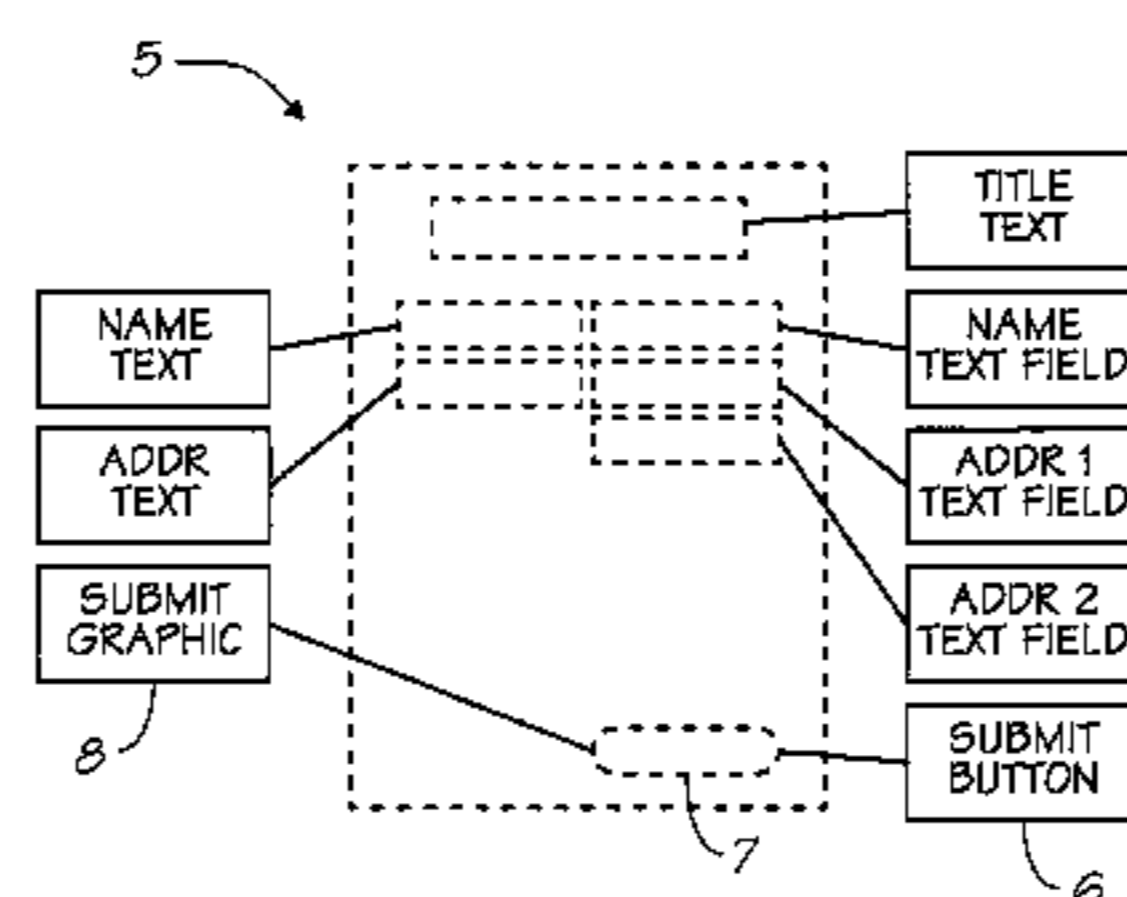 5
TITLE
TEXT
NAME
TEXT
NAME
TEXT FIELD
ADDR
TEXT
ADDR 1
TEXT FIELD
SUBMIT
GRAPHIC
ADDR 2
TEXT FIELD
8
SUBMIT
BUTTON
7
6